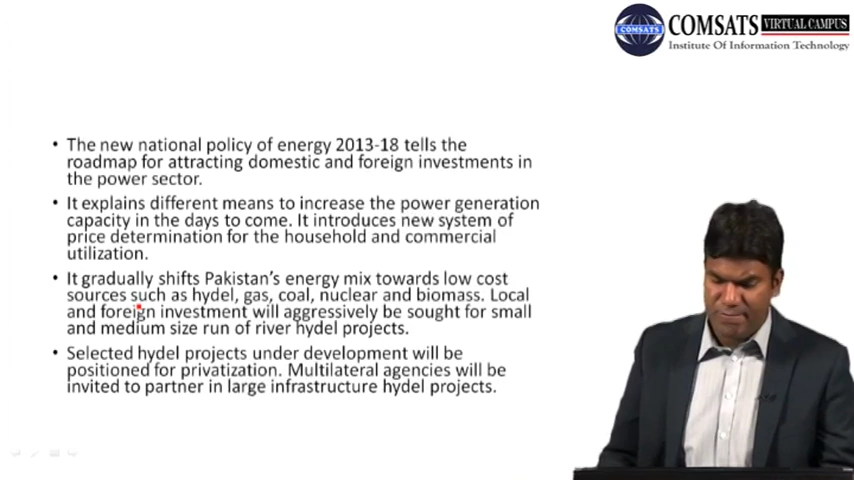 COMSATS VIRTUAL CAMPUS
COMSATS
Institute Of Information Technology
• The new national policy of energy 2013-18 tells the
roadmap for attracting domestic and foreign investments in
the power sector.
• It explains different means to increase the power generation
capacity in the days to come. It introduces new system of
price determination for the household and commercial
utilization.
• It gradually shifts Pakistan's energy mix towards low cost
sources such as hydel, gas, coal, nuclear and biomass. Local
and foreign investment will aggressively be sought for small
and medium size run of river hydel projects.
• Selected hydel projects under development will be
positioned for privatization. Multilateral agencies will be
invited to partner in large infrastructure hydel projects.